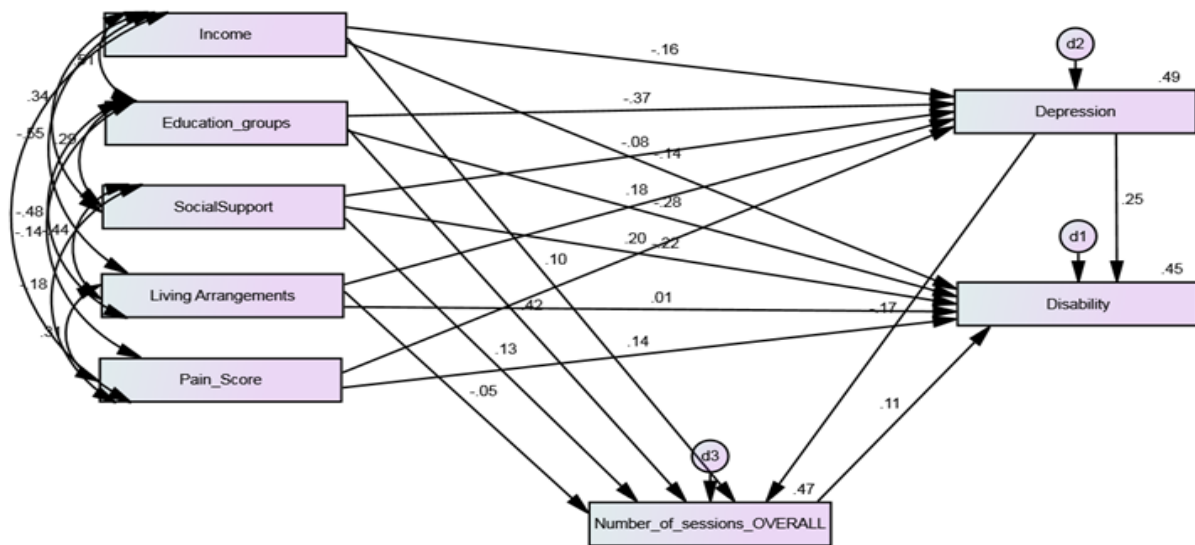 Income
Education_groups
SocialSupport
Living Arrangements
Pain_Score
d2
.49
Depression
d1
.45
Disability
d3
.47
Number_of_sessions_OVERALL
-.16
-.37
-.08
-.14
.18
-.28
.20
-.22
.25
.10
.01
.42
-.17
.14
.13
.11
-.05
.34
-.55
.29
-.48
-.14
.18